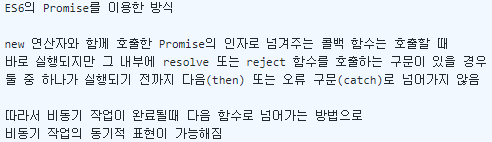 ES6의 Promise를 이용한 방식
new 연산자와 함께 호출한 Promise의 인자로 넘겨주는 콜백 함수는 호출할 때
바로 실행되지만 그 내부에 resolve 또는 reject 함수를 호출하는 구문이 있을 경우
둘 중 하나가 실행되기 전까지 다음(then) 또는 오류 구문(catch)로 넘어가지 않음
따라서 비동기 작업이 완료될때 다음 함수로 넘어가는 방법으로
비동기 작업의 동기적 표현이 가능해짐